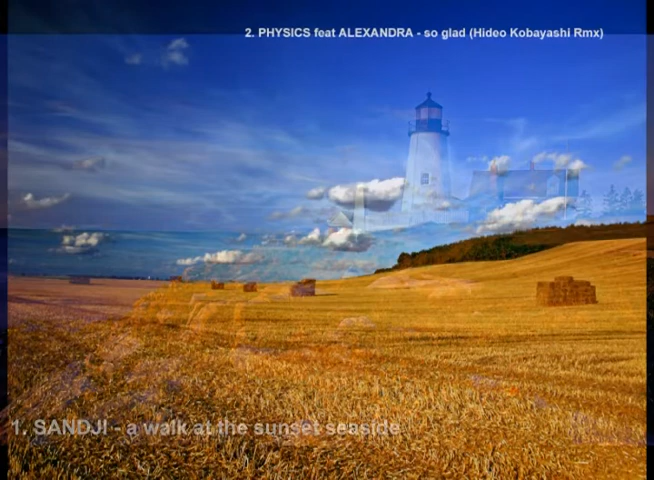 2. PHYSICS feat ALEXANDRA - so glad (Hideo Kobayashi Rmx)
1. SANDJI - a walk at the sunset seaside